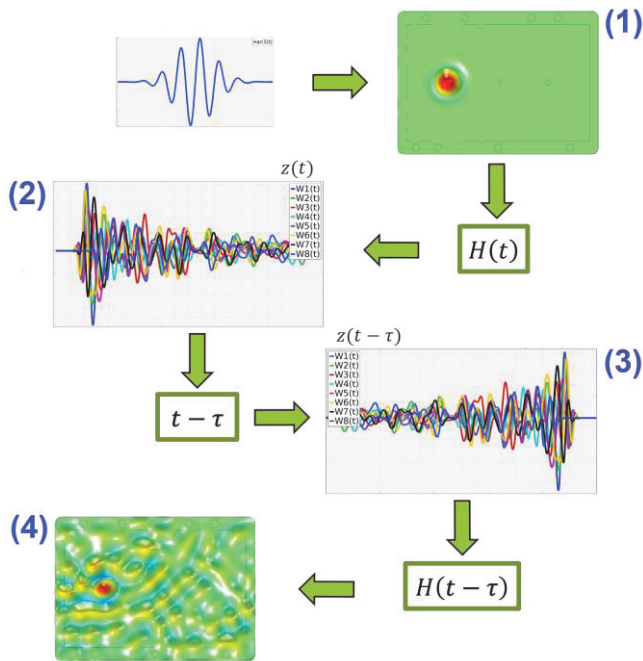 (1)
(2)
z(t)
W1(t)
W2(t)
W3(t)
W4(t)
W5(t)
W6(t)
W7(t)
W8(t)
H(t)
z(t − τ)
(3)
W1(t)
W2(t)
W3(t)
W4(t)
W5(t)
W6(t)
W7(t)
W8(t)
t − τ
(4)
H(t − τ)